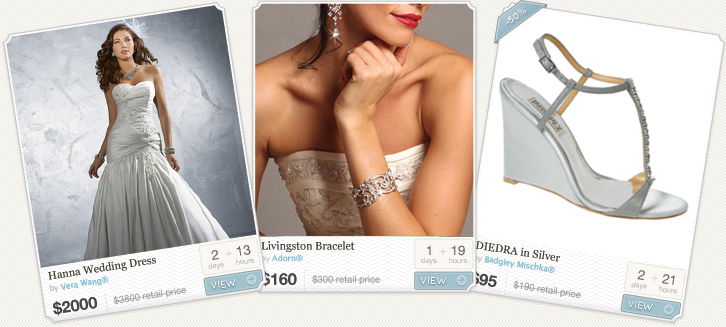 Hanna Wedding Dress
by Vera Wang®
2 + 13
days hours
$2000
$3800 retail price
VIEW
Livingston Bracelet
by Adorn®
1 + 19
days hours
$160
$300 retail price
VIEW
-50%
DIEDRA in Silver
by Badgley Mischka®
2 + 21
days hours
$95
$190 retail price
VIEW